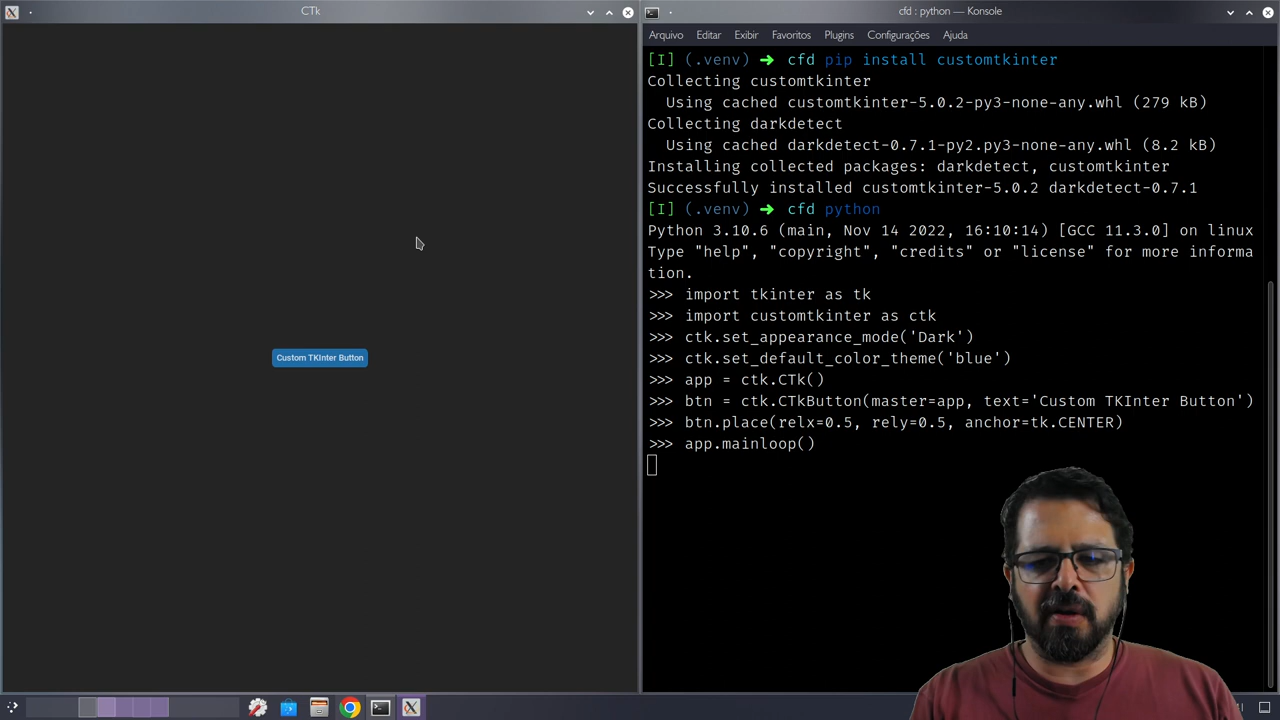 CTk
Custom TKInter Button
cfd : python — Konsole
Arquivo Editar Exibir Favoritos Plugins Configurações Ajuda
[I] (.venv) ➜ cfd pip install customtkinter
Collecting customtkinter
Using cached customtkinter-5.0.2-py3-none-any.whl (279 kB)
Collecting darkdetect
Using cached darkdetect-0.7.1-py2.py3-none-any.whl (8.2 kB)
Installing collected packages: darkdetect, customtkinter
Successfully installed customtkinter-5.0.2 darkdetect-0.7.1
[I] (.venv) ➜ cfd python
Python 3.10.6 (main, Nov 14 2022, 16:10:14) [GCC 11.3.0] on linux
Type "help", "copyright", "credits" or "license" for more informa
tion.
>>> import tkinter as tk
>>> import customtkinter as ctk
>>> ctk.set_appearance_mode('Dark')
>>> ctk.set_default_color_theme('blue')
>>> app = ctk.CTk()
>>> btn = ctk.CTkButton(master=app, text='Custom TKInter Button')
>>> btn.place(relx=0.5, rely=0.5, anchor=tk.CENTER)
>>> app.mainloop()